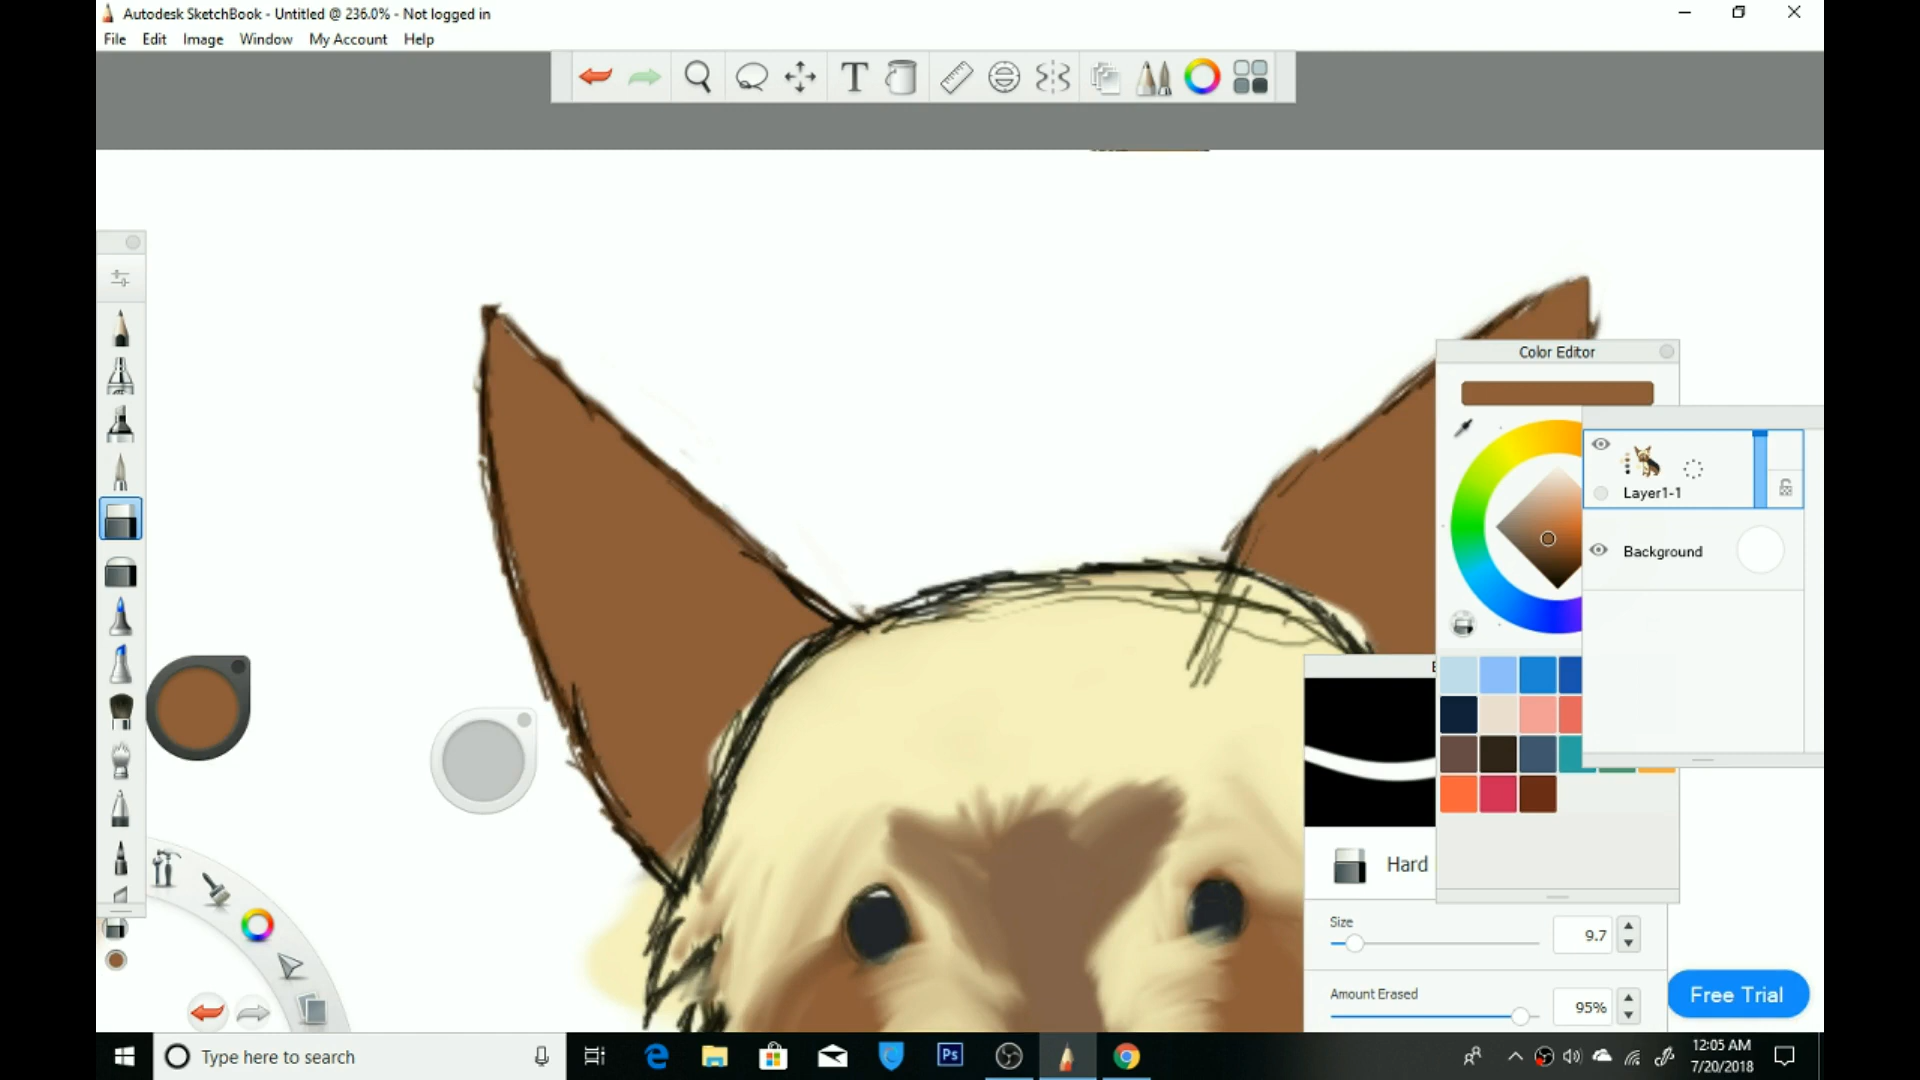 Autodesk SketchBook - Untitled @ 236.0% - Not logged in
File Edit Image Window My Account Help
T
Color Editor
Layer1-1
Background
Hard
Size
9.7
Amount Erased
95%
Free Trial
Type here to search
Ps
12:05 AM
7/20/2018